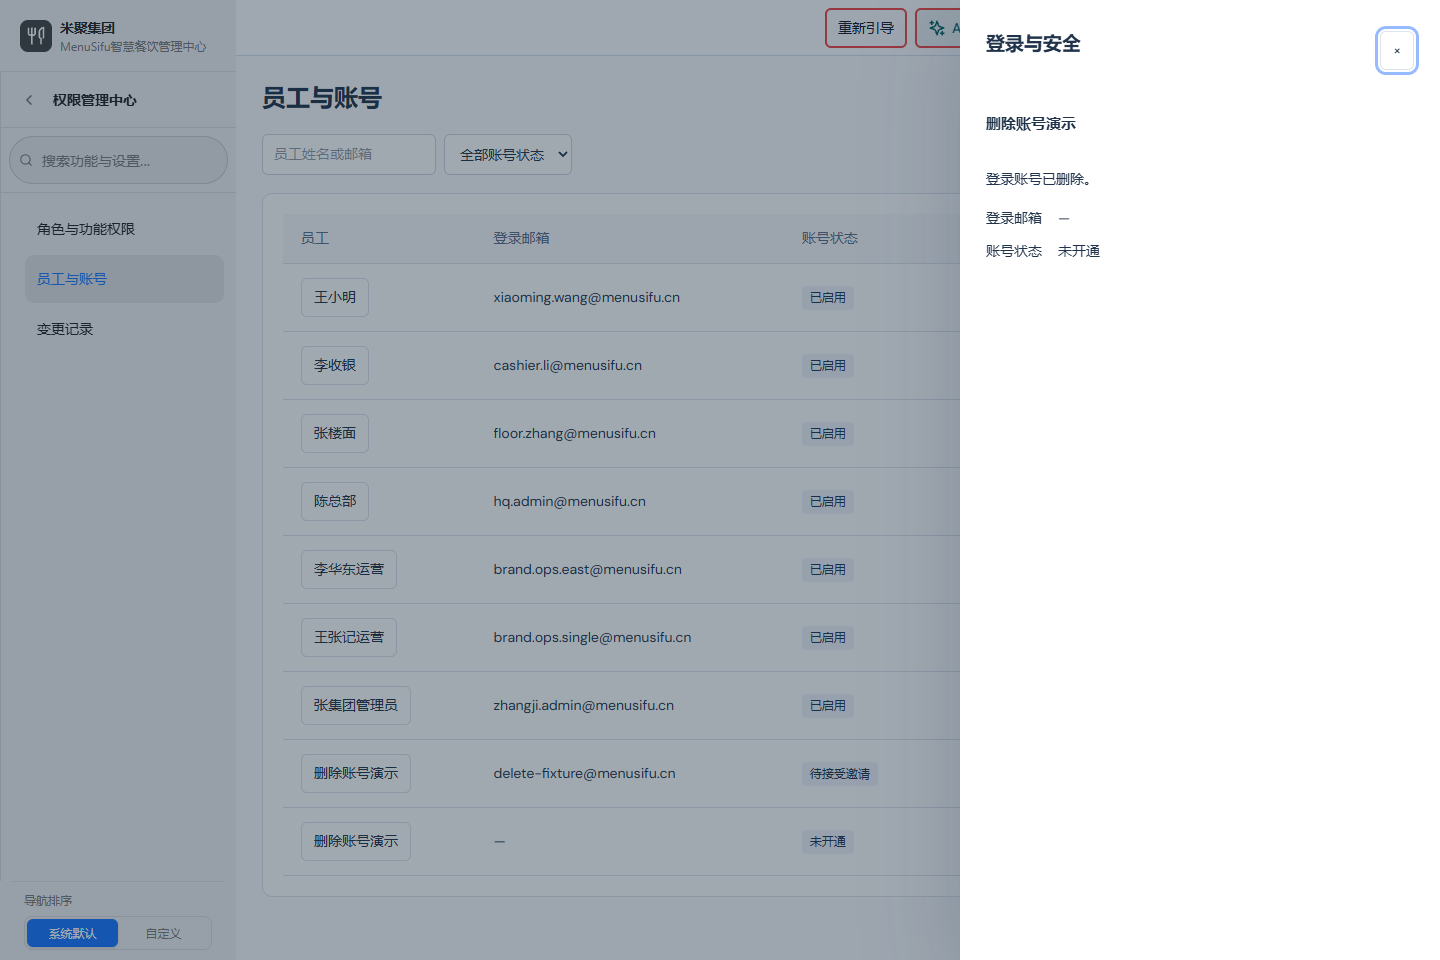 米聚集团
MenuSifu智慧餐饮管理中心
权限管理中心
搜索功能与设置...
角色与功能权限
员工与账号
变更记录
导航排序
系统默认
自定义
重新引导
员工与账号
员工姓名或邮箱
全部账号状态
员工 登录邮箱 账号状态
王小明 xiaoming.wang@menusifu.cn 已启用
李收银 cashier.li@menusifu.cn 已启用
张楼面 floor.zhang@menusifu.cn 已启用
陈总部 hq.admin@menusifu.cn 已启用
李华东运营 brand.ops.east@menusifu.cn 已启用
王张记运营 brand.ops.single@menusifu.cn 已启用
张集团管理员 zhangji.admin@menusifu.cn 已启用
删除账号演示 delete-fixture@menusifu.cn 待接受邀请
删除账号演示 — 未开通
登录与安全
×
删除账号演示
登录账号已删除。
登录邮箱 —
账号状态 未开通